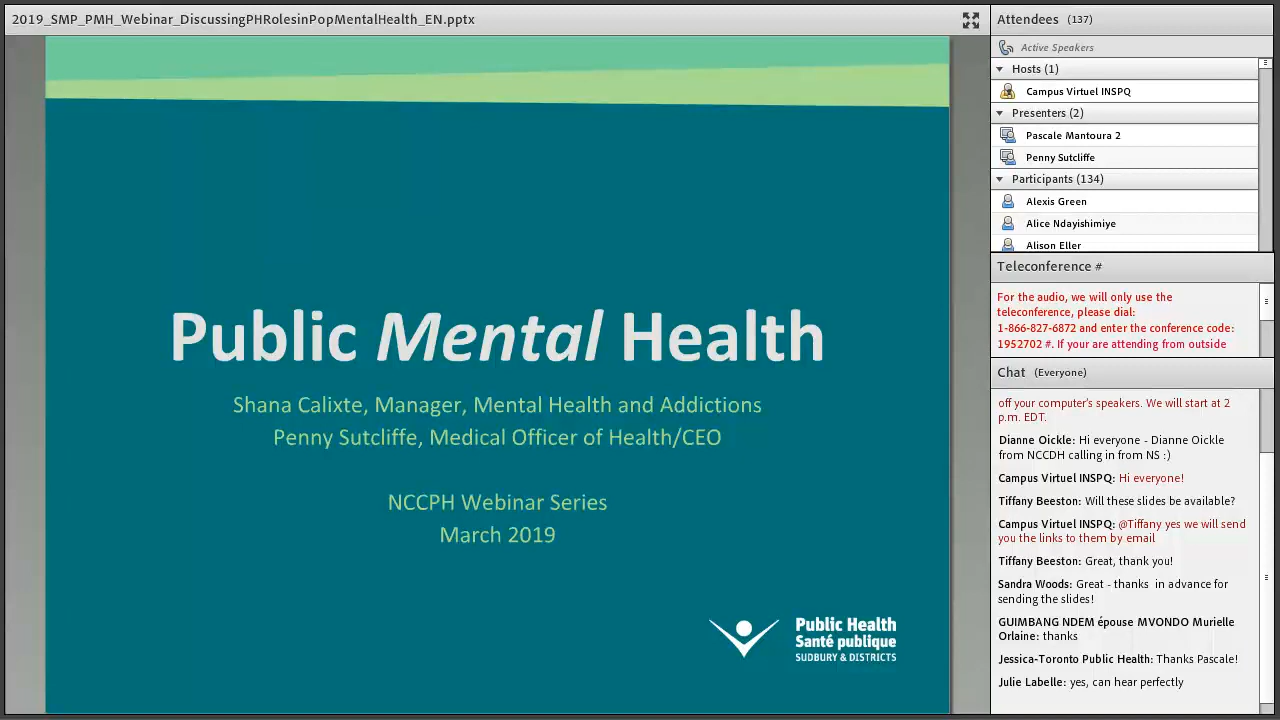 2019_SMP_PMH_Webinar_DiscussingPHRolesinPopMentalHealth_EN.pptx
Public Mental Health
Shana Calixte, Manager, Mental Health and Addictions
Penny Sutcliffe, Medical Officer of Health/CEO
NCCPH Webinar Series
March 2019
Public Health
Santé publique
SUDBURY & DISTRICTS
Attendees (137)
Active Speakers
Hosts (1)
Campus Virtuel INSPQ
Presenters (2)
Pascale Mantoura 2
Penny Sutcliffe
Participants (134)
Alexis Green
Alice Ndayishimiye
Alison Eller
Teleconference #
For the audio, we will only use the
teleconference, please dial:
1-866-827-6872 and enter the conference code:
1952702 #. If your are attending from outside
Chat (Everyone)
off your computer's speakers. We will start at 2
p.m. EDT.
Dianne Oickle: Hi everyone - Dianne Oickle
from NCCDH calling in from NS :)
Campus Virtuel INSPQ: Hi everyone!
Tiffany Beeston: Will these slides be available?
Campus Virtuel INSPQ: @Tiffany yes we will send
you the links to them by email
Tiffany Beeston: Great, thank you!
Sandra Woods: Great - thanks in advance for
sending the slides!
GUIMBANG NDEM épouse MVONDO Murielle
Orlaine: thanks
Jessica-Toronto Public Health: Thanks Pascale!
Julie Labelle: yes, can hear perfectly